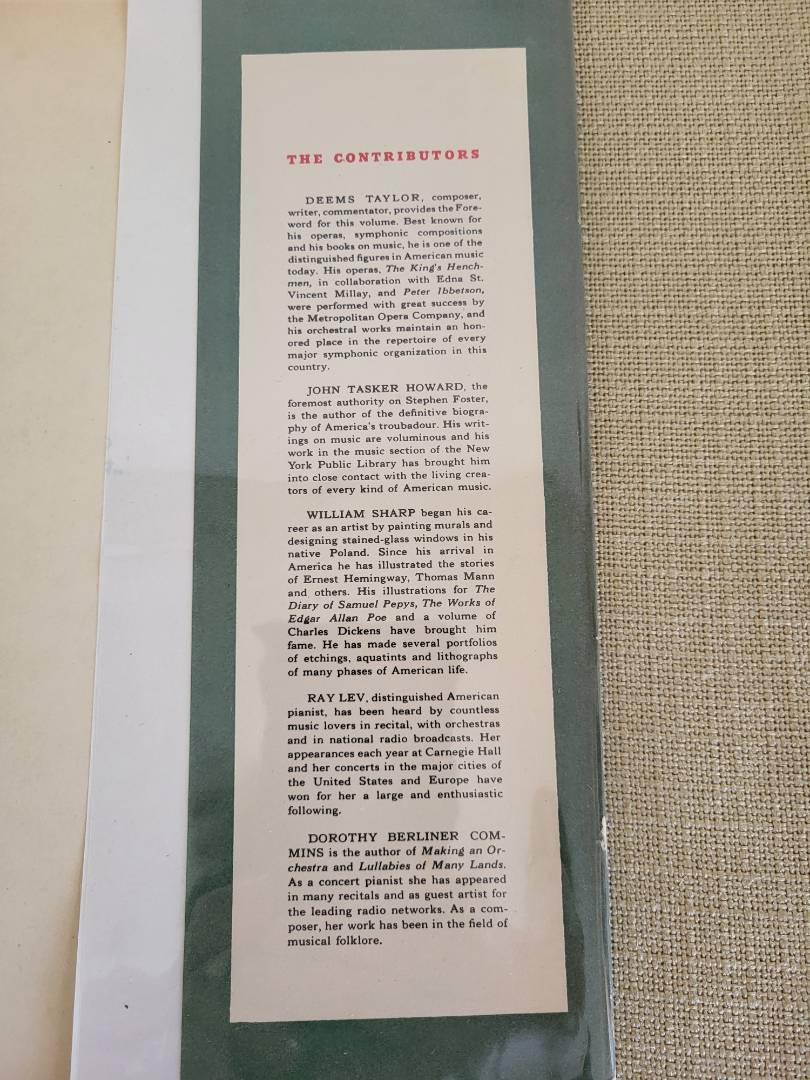 THE CONTRIBUTORS
DEEMS TAYLOR, composer,
writer, commentator, provides the Fore-
word for this volume. Best known for
his operas, symphonic compositions
and his books on music, he is one of the
distinguished figures in American music
today. His operas, The King's Hench-
men, in collaboration with Edna St.
Vincent Millay, and Peter Ibbetson,
were performed with great success by
the Metropolitan Opera Company, and
his orchestral works maintain an hon-
ored place in the repertoire of every
major symphonic organization in this
country.
JOHN TASKER HOWARD, the
foremost authority on Stephen Foster,
is the author of the definitive biogra-
phy of America's troubadour. His writ-
ings on music are voluminous and his
work in the music section of the New
York Public Library has brought him
into close contact with the living crea-
tors of every kind of American music.
WILLIAM SHARP began his ca-
reer as an artist by painting murals and
designing stained-glass windows in his
native Poland. Since his arrival in
America he has illustrated the stories
of Ernest Hemingway, Thomas Mann
and others. His illustrations for The
Diary of Samuel Pepys, The Works of
Edgar Allan Poe and a volume of
Charles Dickens have brought him
fame. He has made several portfolios
of etchings, aquatints and lithographs
of many phases of American life.
RAY LEV, distinguished American
pianist, has been heard by countless
music lovers in recital, with orchestras
and in national radio broadcasts. Her
appearances each year at Carnegie Hall
and her concerts in the major cities of
the United States and Europe have
won for her a large and enthusiastic
following.
DOROTHY BERLINER COM-
MINS is the author of Making an Or-
chestra and Lullabies of Many Lands.
As a concert pianist she has appeared
in many recitals and as guest artist for
the leading radio networks. As a com-
poser, her work has been in the field of
musical folklore.